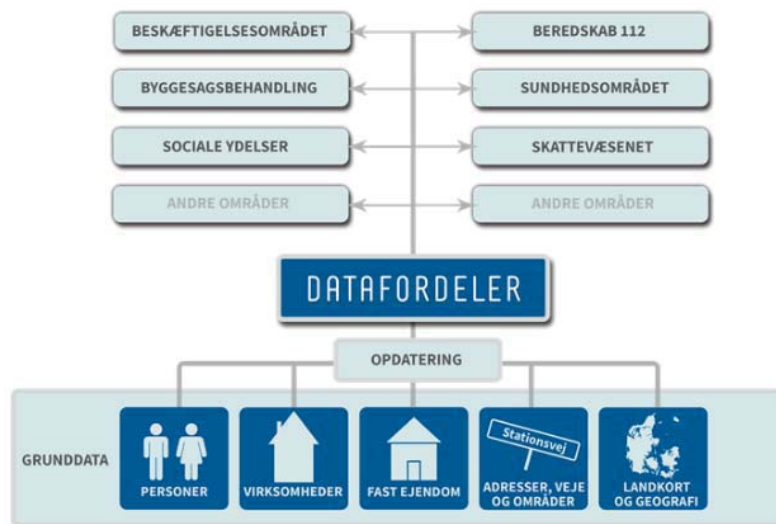 BESKÆFTIGELSESOMRÅDET
BEREDSKAB 112
BYGGESAGSBEHANDLING
SUNDHEDSOMRÅDET
SOCIALE YDELSER
SKATTEVÆSENET
ANDRE OMRÅDER
ANDRE OMRÅDER
DATAFORDELER
OPDATERING
GRUNDDATA
PERSONER
VIRKSOMHEDER
FAST EJENDOM
Stationsvej
ADRESSER, VEJE
OG OMRÅDER
LANDKORT
OG GEOGRAFI